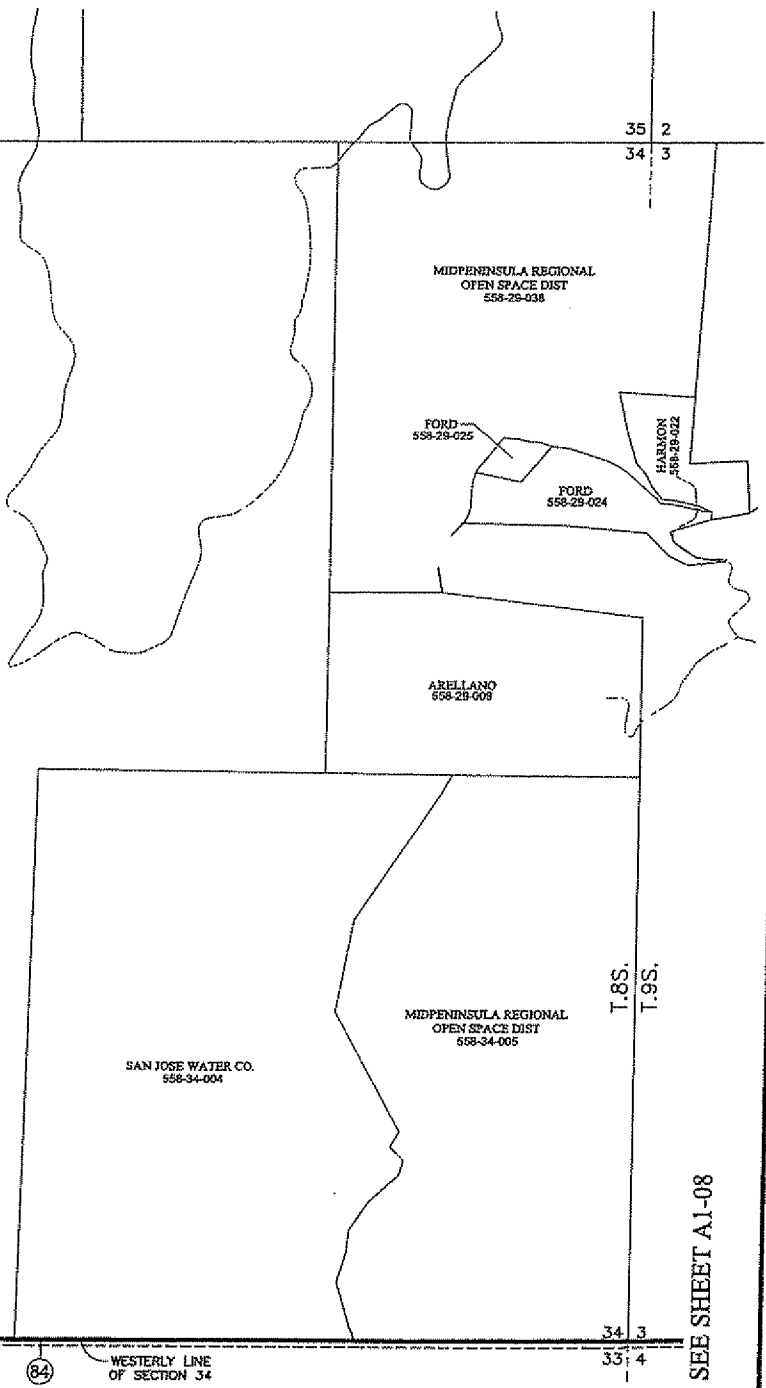 35 2
34 3
MIDPENINSULA REGIONAL
OPEN SPACE DIST
558-29-038
FORD
558-29-025
HARMON
558-29-022
FORD
558-29-024
ARELLANO
558-29-009
T.8S.
T.9S.
MIDPENINSULA REGIONAL
OPEN SPACE DIST
558-34-005
SAN JOSE WATER CO.
558-34-004
SEE SHEET A1-08
34 3
33 4
84
WESTERLY LINE
OF SECTION 34